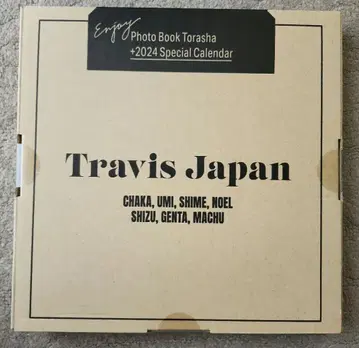 Enjoy
Photo Book Torasha
+2024 Special Calendar
Travis Japan
CHAKA, UMI, SHIME, NOEL
SHIZU, GENTA, MACHU